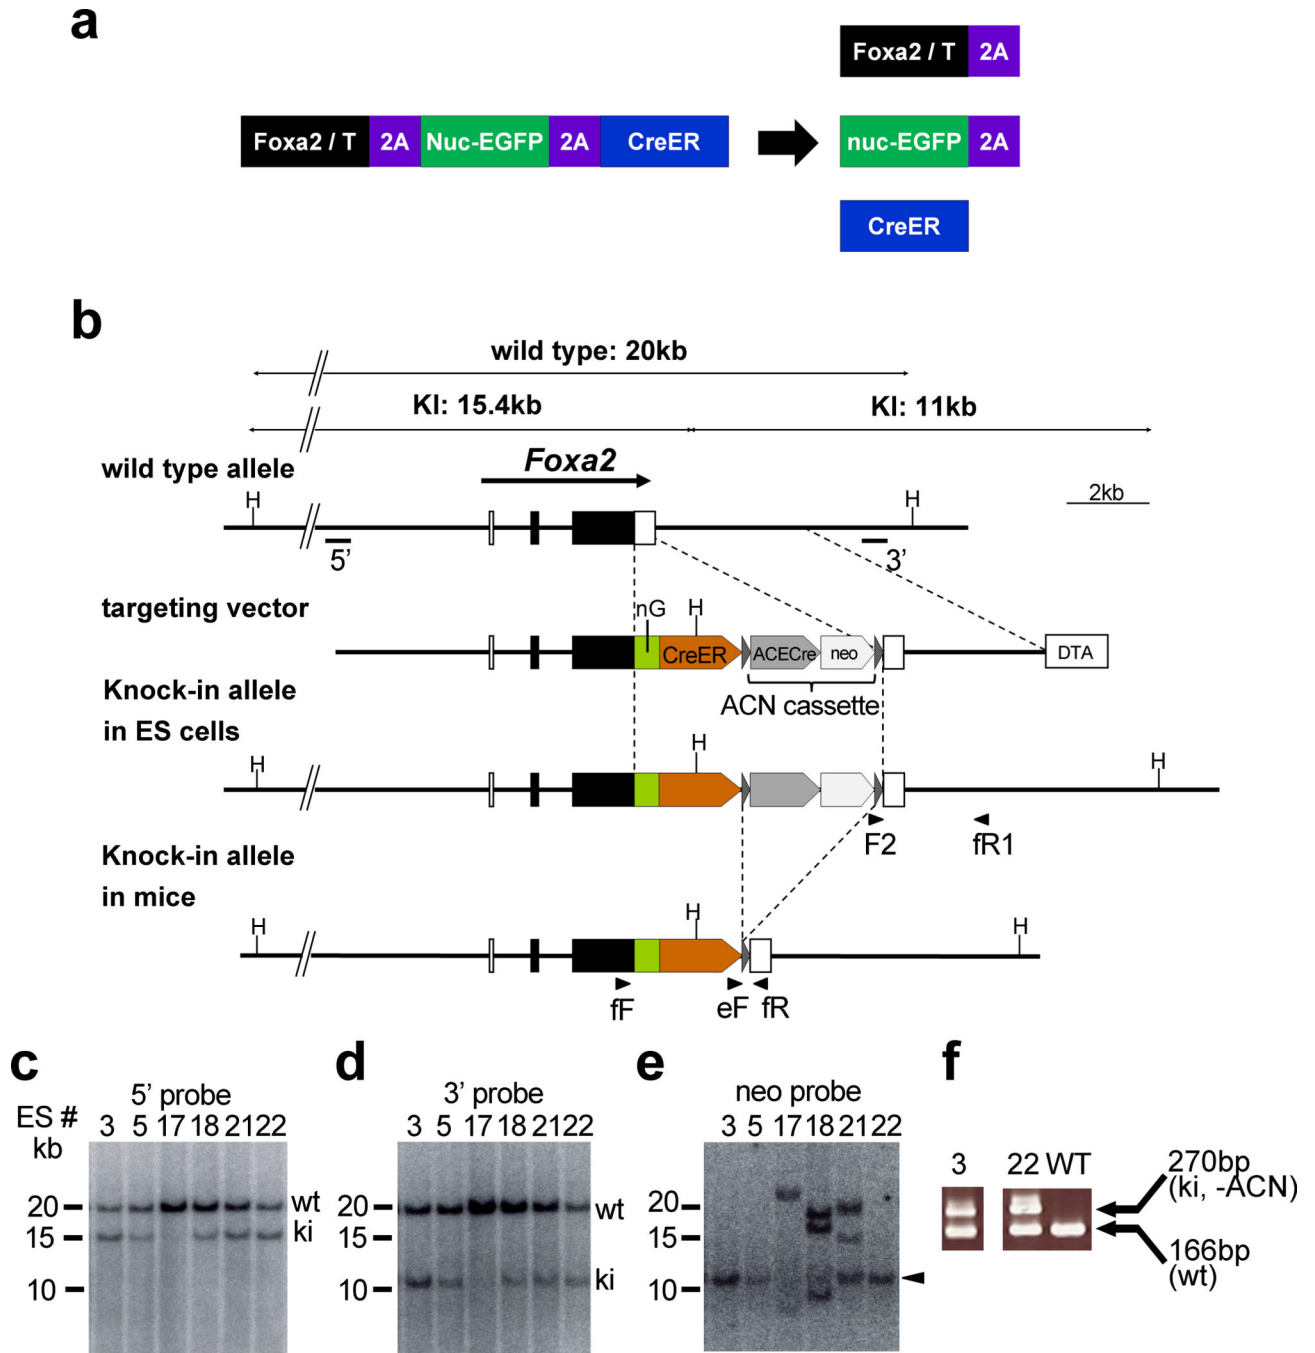 a
Foxa2 / T 2A
Foxa2 / T 2A Nuc-EGFP 2A CreER
nuc-EGFP 2A
CreER
b
wild type: 20kb
KI: 15.4kb KI: 11kb
wild type allele
Foxa2
H H
2kb
5' 3'
targeting vector
nG H
CreER ACECre neo DTA
ACN cassette
Knock-in allele
in ES cells
H H H
F2 fR1
Knock-in allele
in mice
H H H
fF eF fR
c
5' probe
ES #
3 5 17 18 21 22
kb
20 wt
15 ki
10
d
3' probe
3 5 17 18 21 22
20 wt
15
10 ki
e
neo probe
3 5 17 18 21 22
20
15
10
f
3 22 WT
270bp
(ki, -ACN)
166bp
(wt)